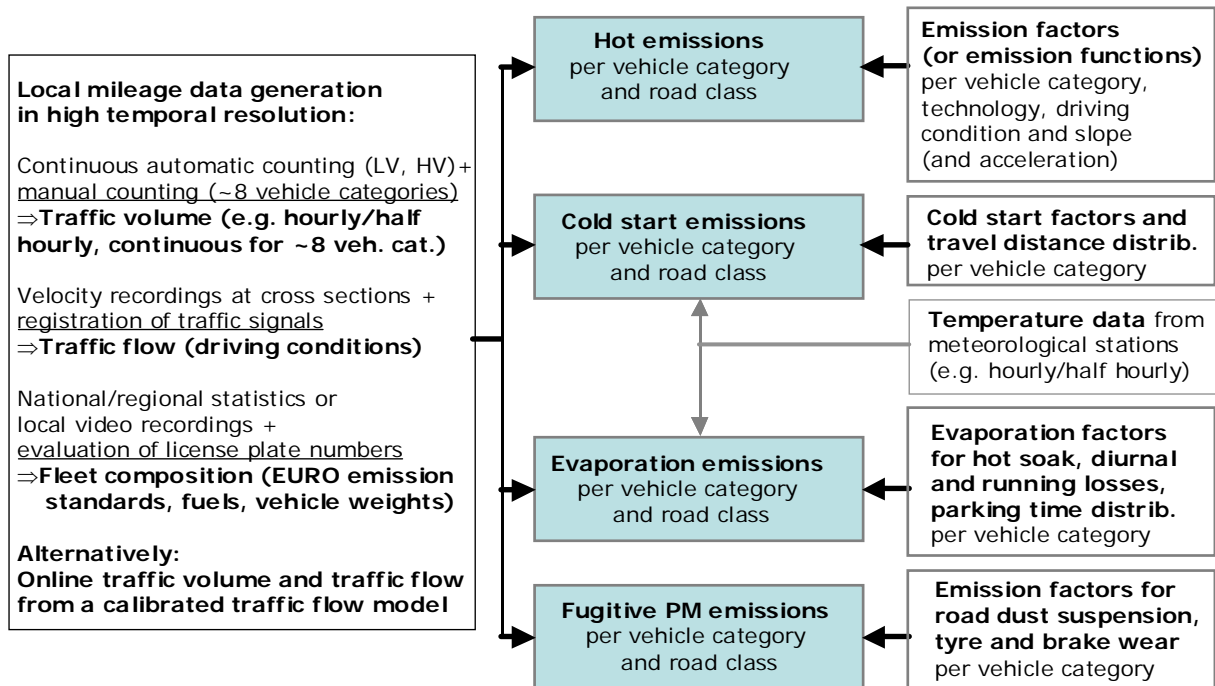 Local mileage data generation
in high temporal resolution:
Continuous automatic counting (LV, HV)+
manual counting (~8 vehicle categories)
⇒Traffic volume (e.g. hourly/half
hourly, continuous for ~8 veh. cat.)
Velocity recordings at cross sections +
registration of traffic signals
⇒Traffic flow (driving conditions)
National/regional statistics or
local video recordings +
evaluation of license plate numbers
⇒Fleet composition (EURO emission
standards, fuels, vehicle weights)
Alternatively:
Online traffic volume and traffic flow
from a calibrated traffic flow model
Hot emissions
per vehicle category
and road class
Cold start emissions
per vehicle category
and road class
Evaporation emissions
per vehicle category
and road class
Fugitive PM emissions
per vehicle category
and road class
Emission factors
(or emission functions)
per vehicle category,
technology, driving
condition and slope
(and acceleration)
Cold start factors and
travel distance distrib.
per vehicle category
Temperature data from
meteorological stations
(e.g. hourly/half hourly)
Evaporation factors
for hot soak, diurnal
and running losses,
parking time distrib.
per vehicle category
Emission factors for
road dust suspension,
tyre and brake wear
per vehicle category